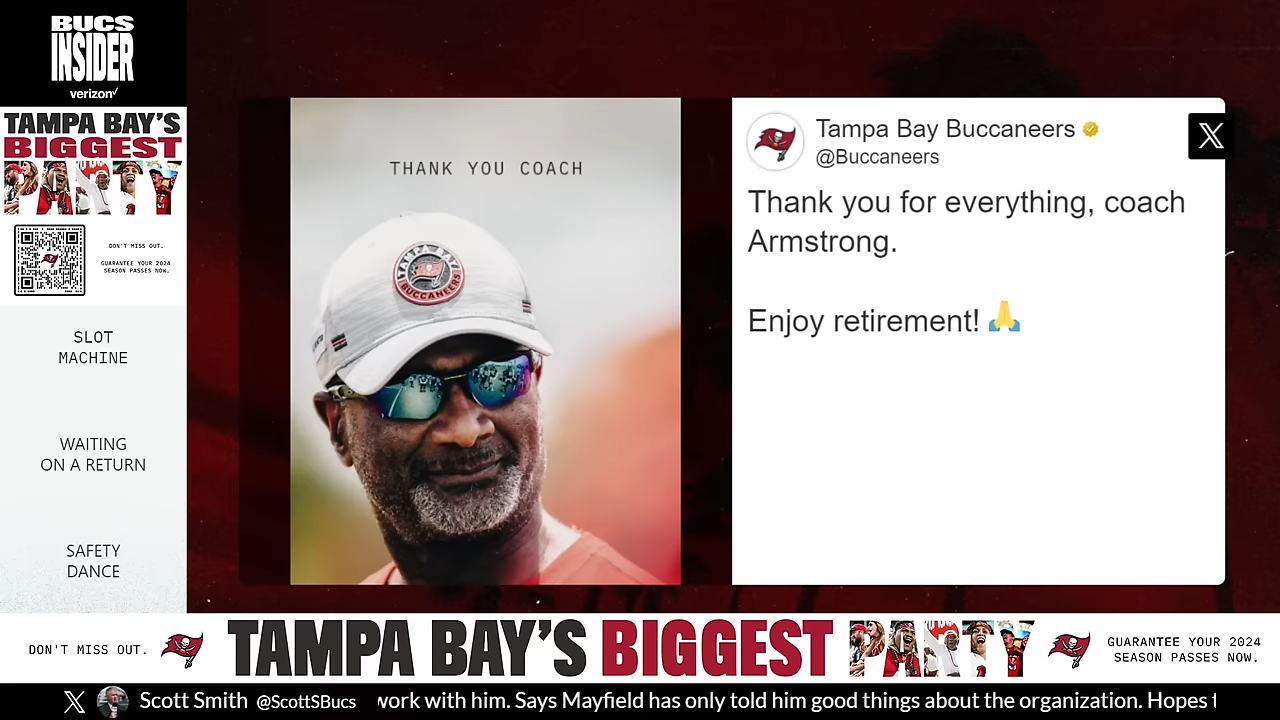 BUCS
INSIDER
verizon
TAMPA BAY'S
BIGGEST
PARTY
DON'T MISS OUT.
GUARANTEE YOUR 2024
SEASON PASSES NOW.
SLOT
MACHINE
WAITING
ON A RETURN
SAFETY
DANCE
THANK YOU COACH
TAMPA BAY
BUCCANEERS
Tampa Bay Buccaneers
@Buccaneers
X
Thank you for everything, coach
Armstrong.
Enjoy retirement! 🙏
DON'T MISS OUT.
TAMPA BAY'S BIGGEST PARTY
GUARANTEE YOUR 2024
SEASON PASSES NOW.
X Scott Smith @ScottSBucs work with him. Says Mayfield has only told him good things about the organization. Hopes t